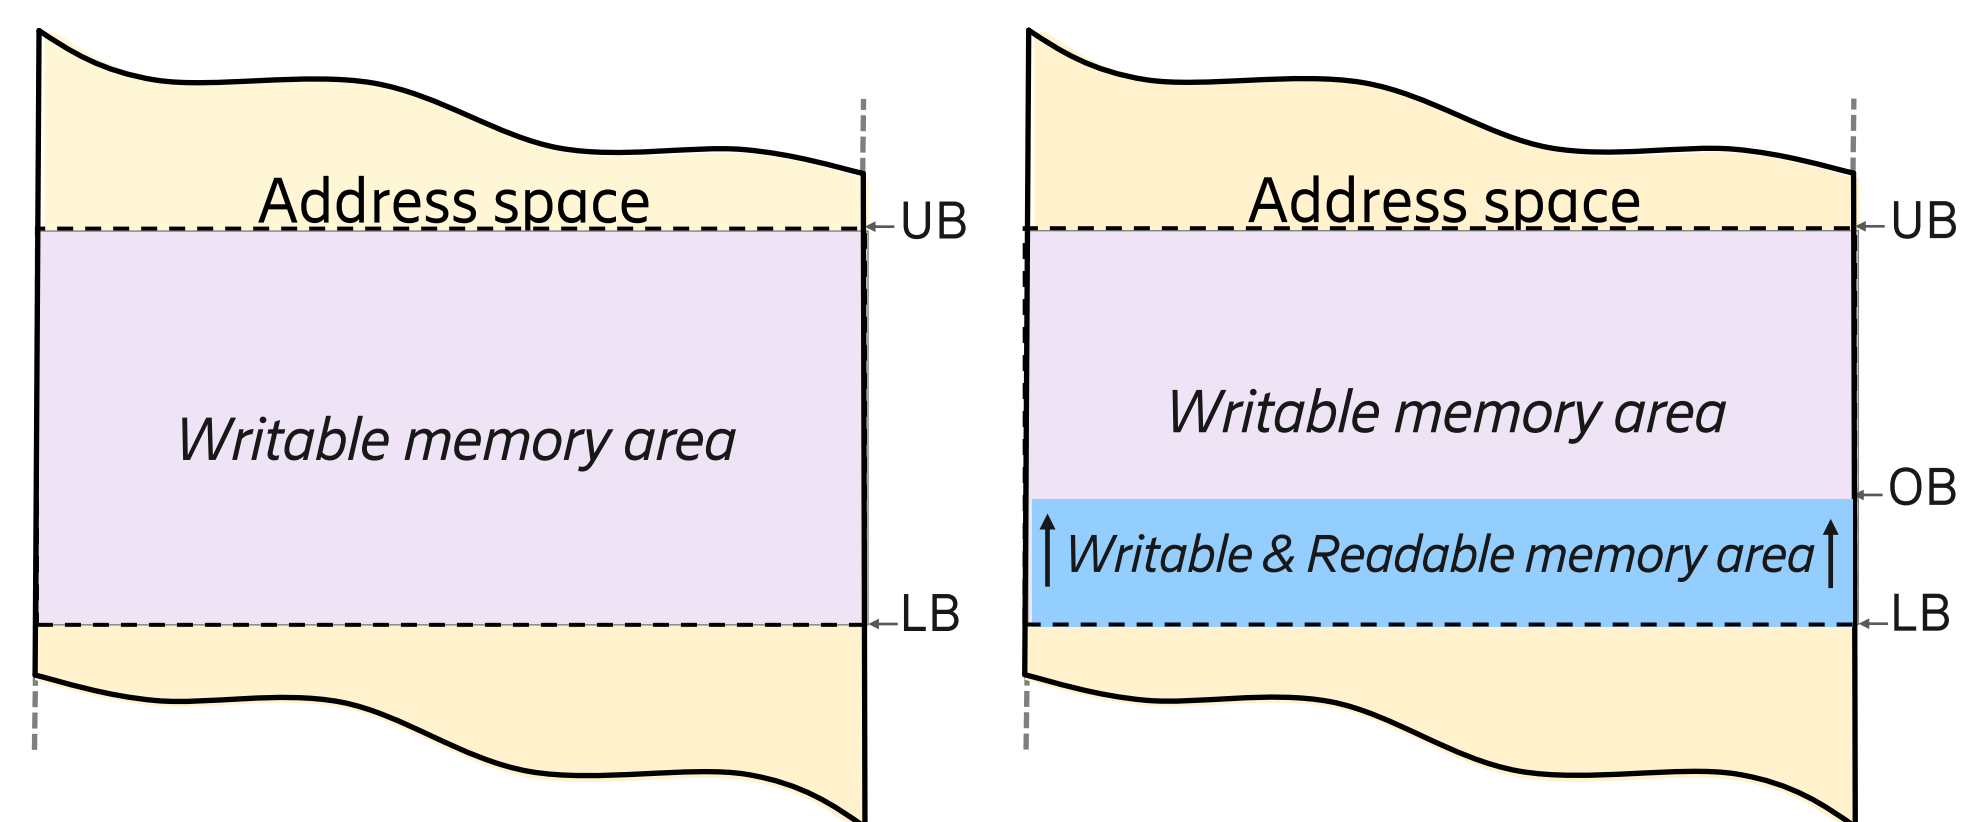 Address space
UB
Writable memory area
LB
Address space
UB
Writable memory area
OB
Writable & Readable memory area
LB